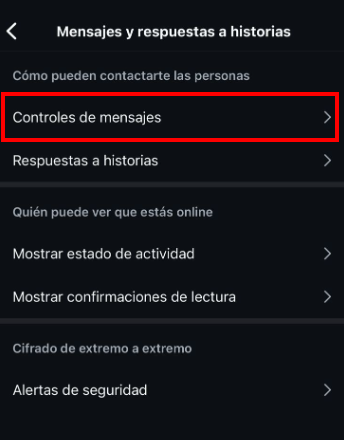 Mensajes y respuestas a historias
Cómo pueden contactarte las personas
Controles de mensajes
Respuestas a historias
Quién puede ver que estás online
Mostrar estado de actividad
Mostrar confirmaciones de lectura
Cifrado de extremo a extremo
Alertas de seguridad